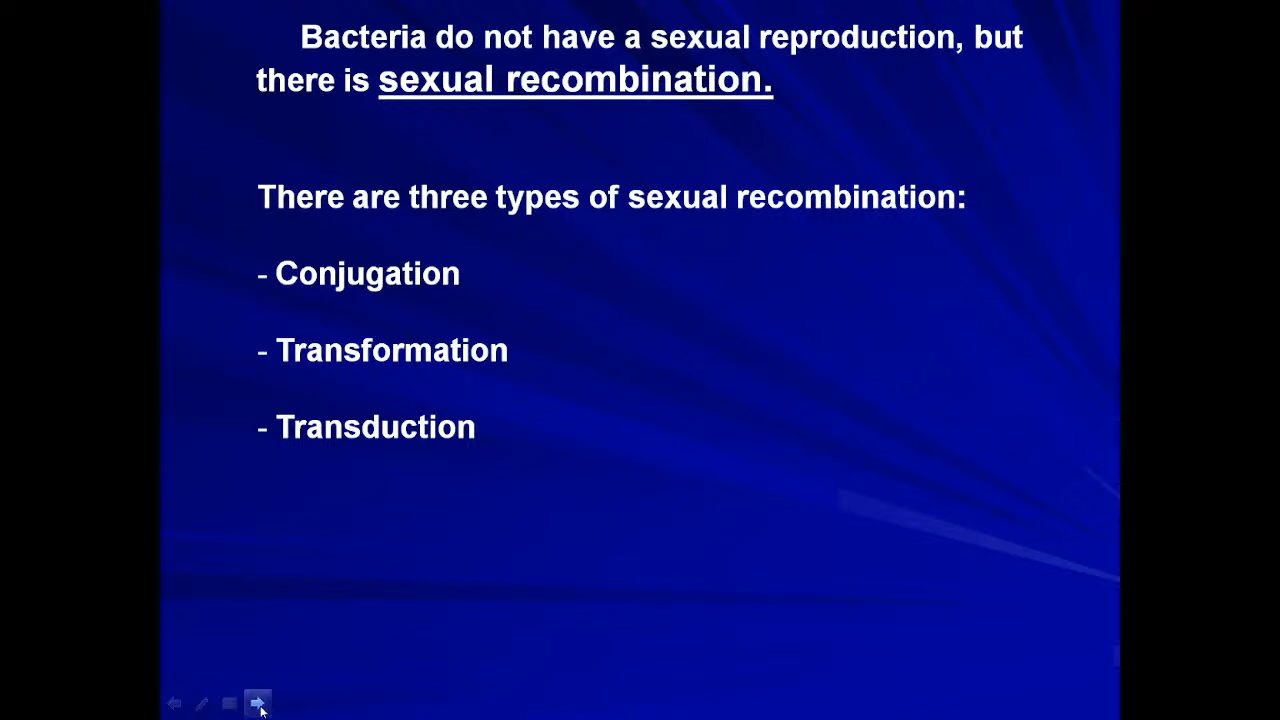 Bacteria do not have a sexual reproduction, but
there is sexual recombination.
There are three types of sexual recombination:
- Conjugation
- Transformation
- Transduction